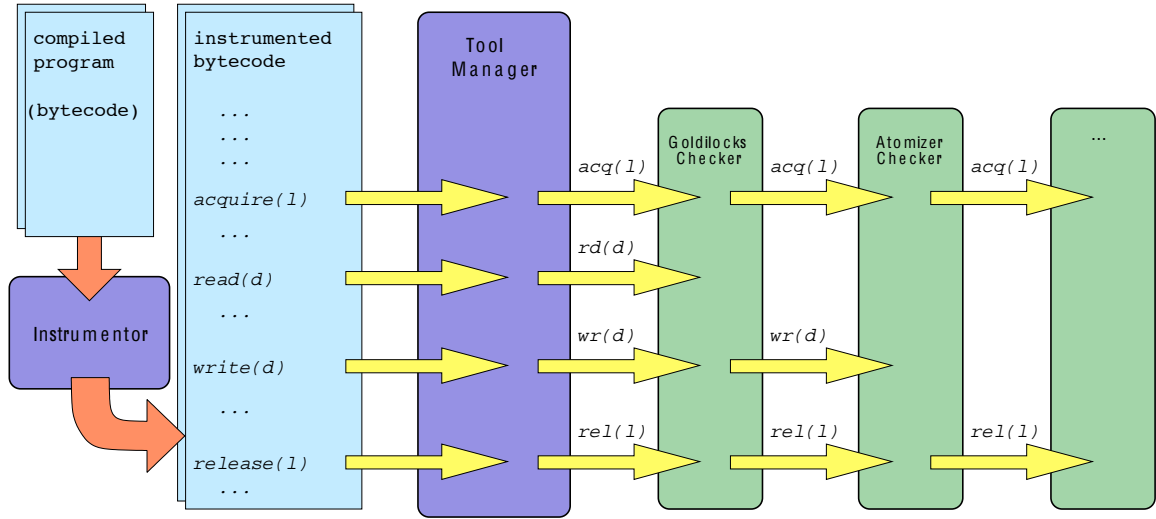 compiled
program
(bytecode)
Instrumentor
instrumented
bytecode
...
...
...
acquire(l)
...
read(d)
...
write(d)
...
release(l)
...
Tool
Manager
acq(l)
rd(d)
wr(d)
rel(l)
Goldilocks
Checker
acq(l)
wr(d)
rel(l)
Atomizer
Checker
acq(l)
rel(l)
...